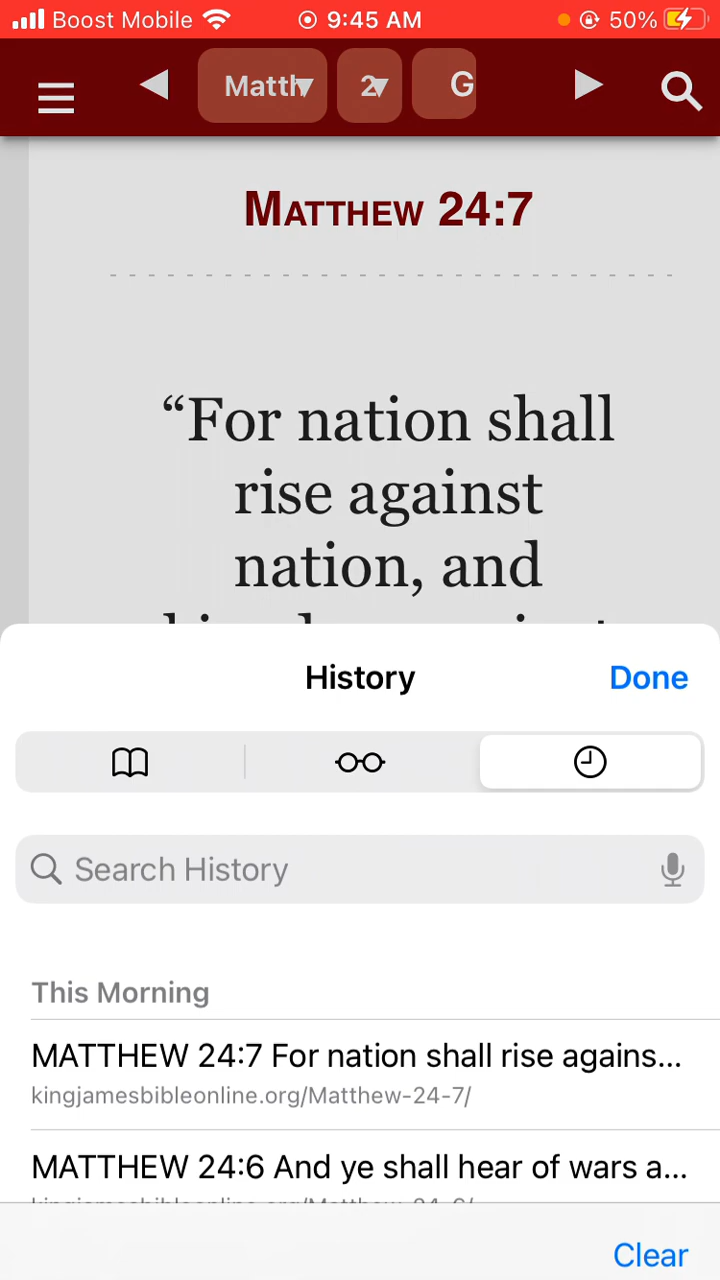 Boost Mobile 9:45 AM 50%
Matth 2 G
MATTHEW 24:7
“For nation shall
rise against
nation, and
History Done
Search History
This Morning
MATTHEW 24:7 For nation shall rise agains...
kingjamesbibleonline.org/Matthew-24-7/
MATTHEW 24:6 And ye shall hear of wars a...
Clear